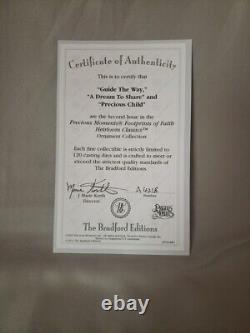 Certificate of Authenticity
This is to certify that
"Guide The Way,"
"A Dream To Share" and
"Precious Child"
are the Second Issue in the
Precious Moments® Footprints of Faith
Heirloom Classics™
Ornament Collection
Each fine collectible is strictly limited to
120 casting days and is crafted to meet or
exceed the strictest quality standards of
The Bradford Editions
J. Marie Korth
Director
Number
The Bradford Editions